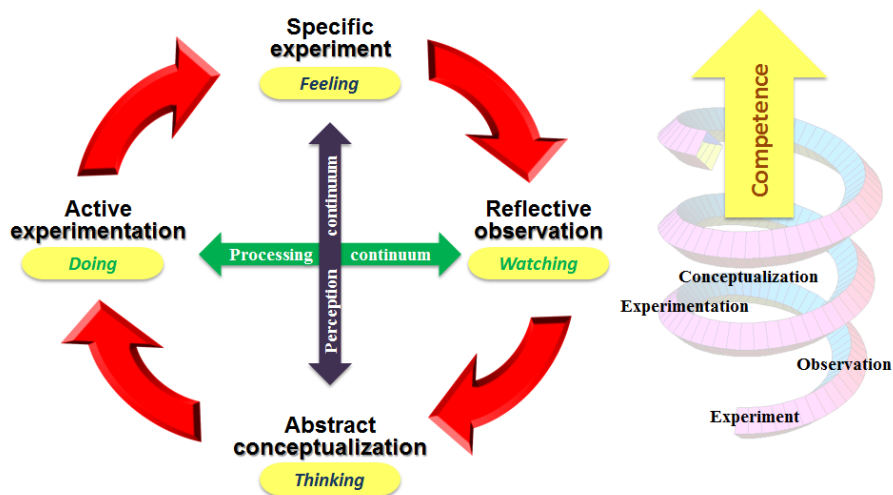 Specific
experiment
Feeling
Active
experimentation
Doing
Reflective
observation
Watching
Processing continuum
Perception continuum
Abstract
conceptualization
Thinking
Competence
Conceptualization
Experimentation
Observation
Experiment